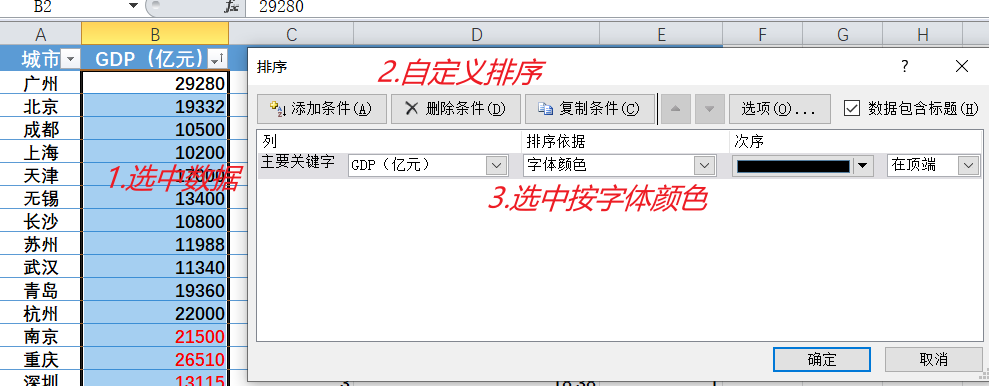 B2 fx 29280
A B C D E F G H
城市 GDP（亿元）
广州 29280
北京 19332
成都 10500
上海 10200
天津
无锡 13400
长沙 10800
苏州 11988
武汉 11340
青岛 19360
杭州 22000
南京 21500
重庆 26510
深圳 13115
1.选中数据
排序 ?
2.自定义排序
添加条件(A) 删除条件(D) 复制条件(C) 选项(O)... 数据包含标题(H)
列 排序依据 次序
主要关键字 GDP（亿元） 字体颜色 在顶端
3.选中按字体颜色
确定 取消